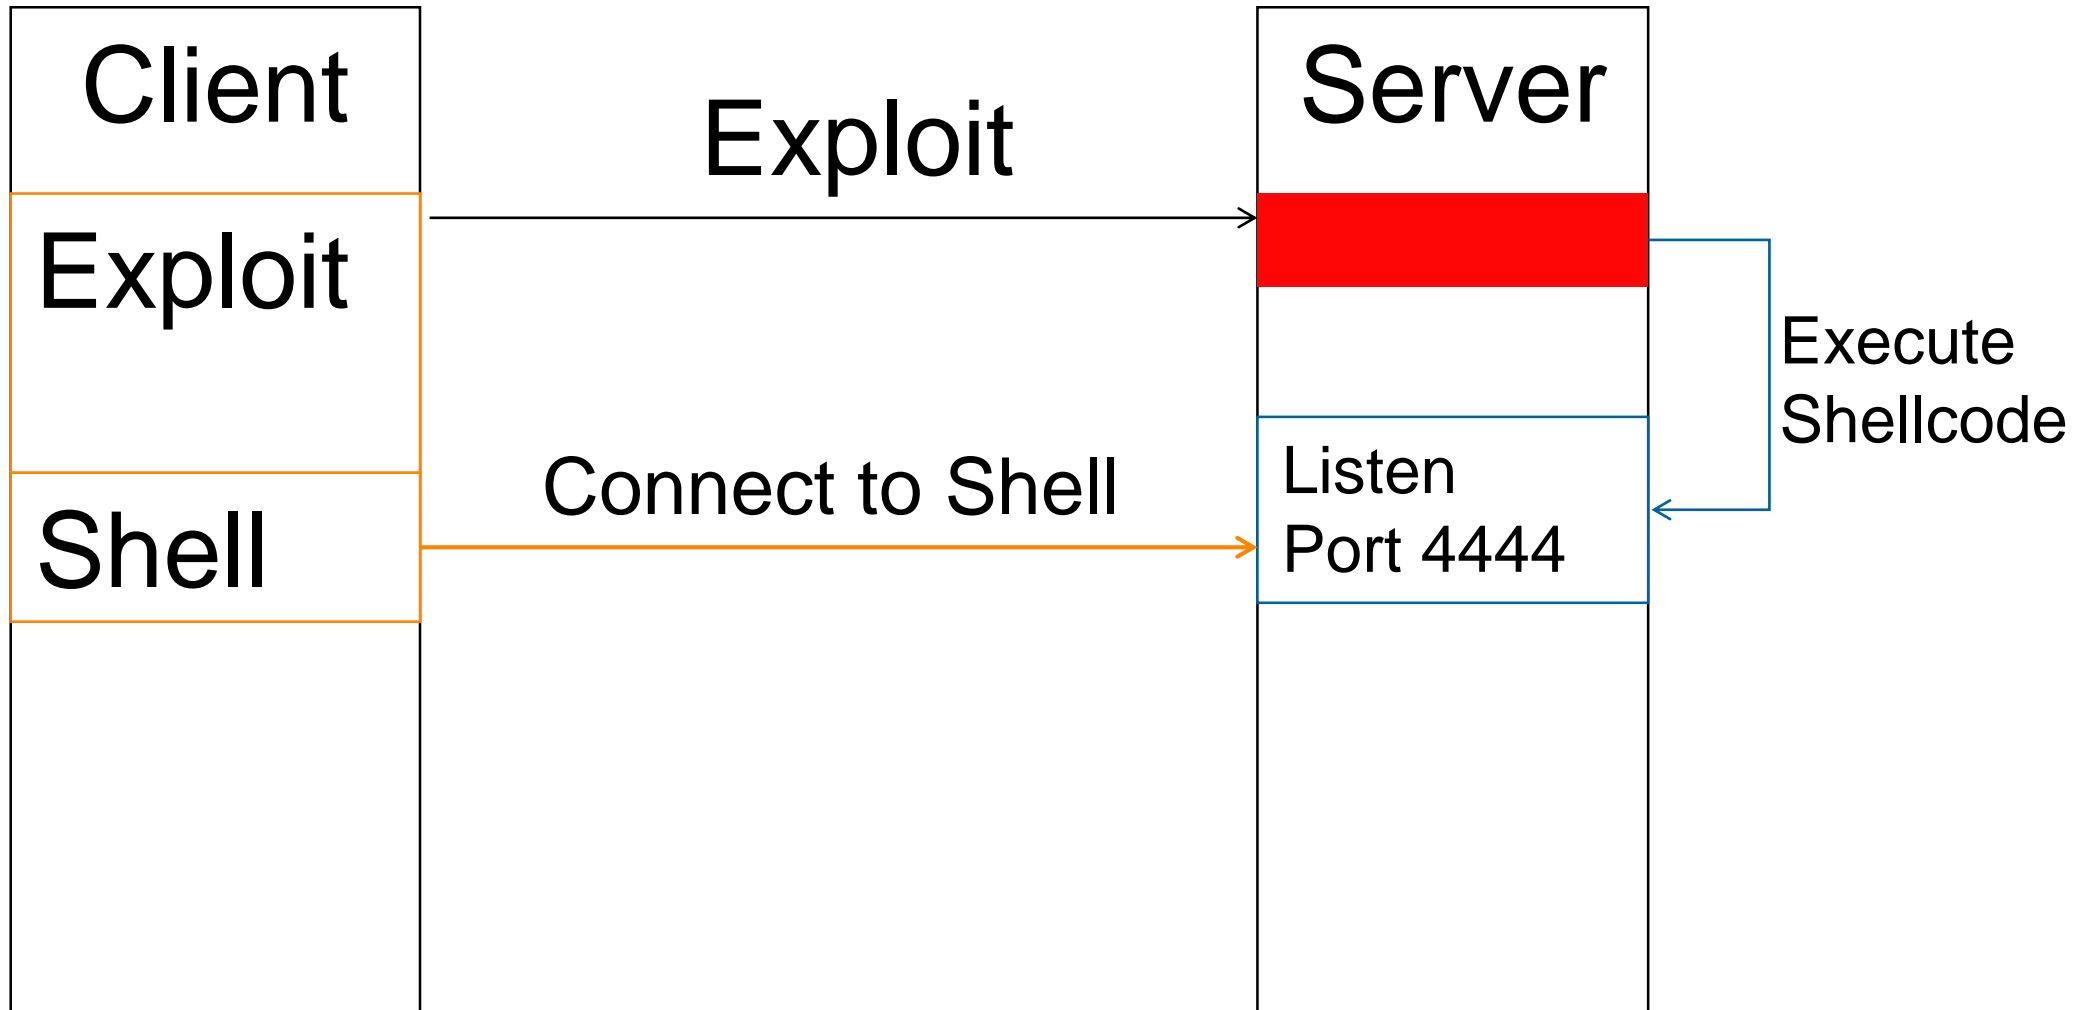 Client
Exploit
Server
Exploit
Execute
Shellcode
Connect to Shell
Listen
Port 4444
Shell